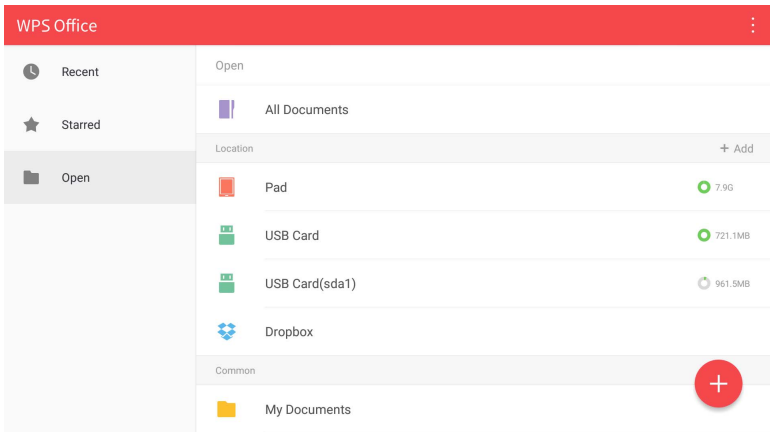 WPS Office
Recent
Starred
Open
Open
All Documents
Location
+ Add
Pad
7.9G
USB Card
721.1MB
USB Card(sda1)
961.5MB
Dropbox
Common
My Documents